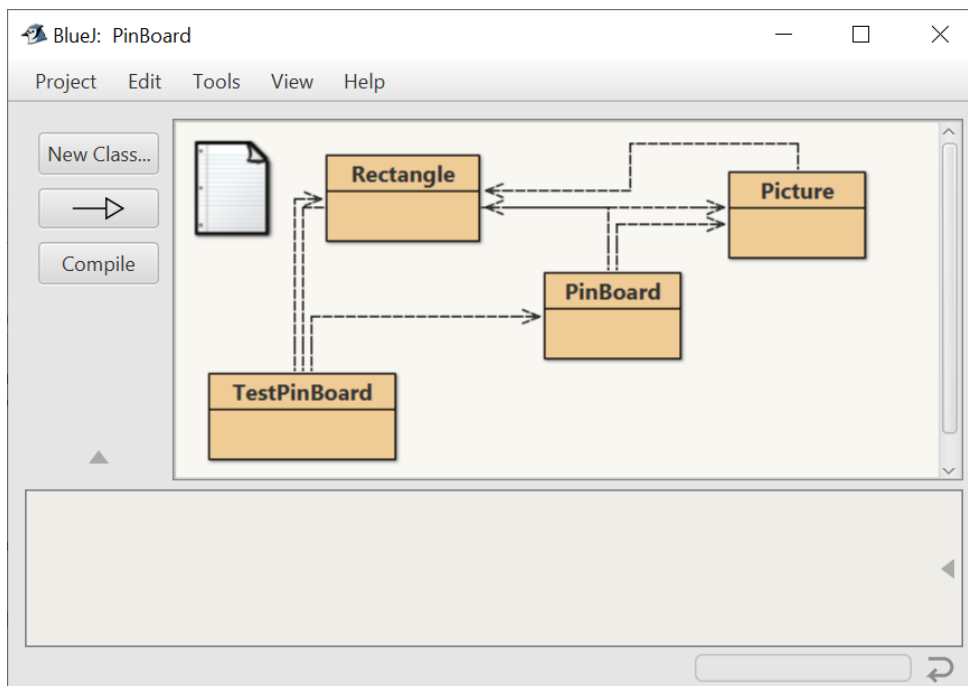 BlueJ: PinBoard
Project Edit Tools View Help
New Class...
Compile
Rectangle
Picture
PinBoard
TestPinBoard